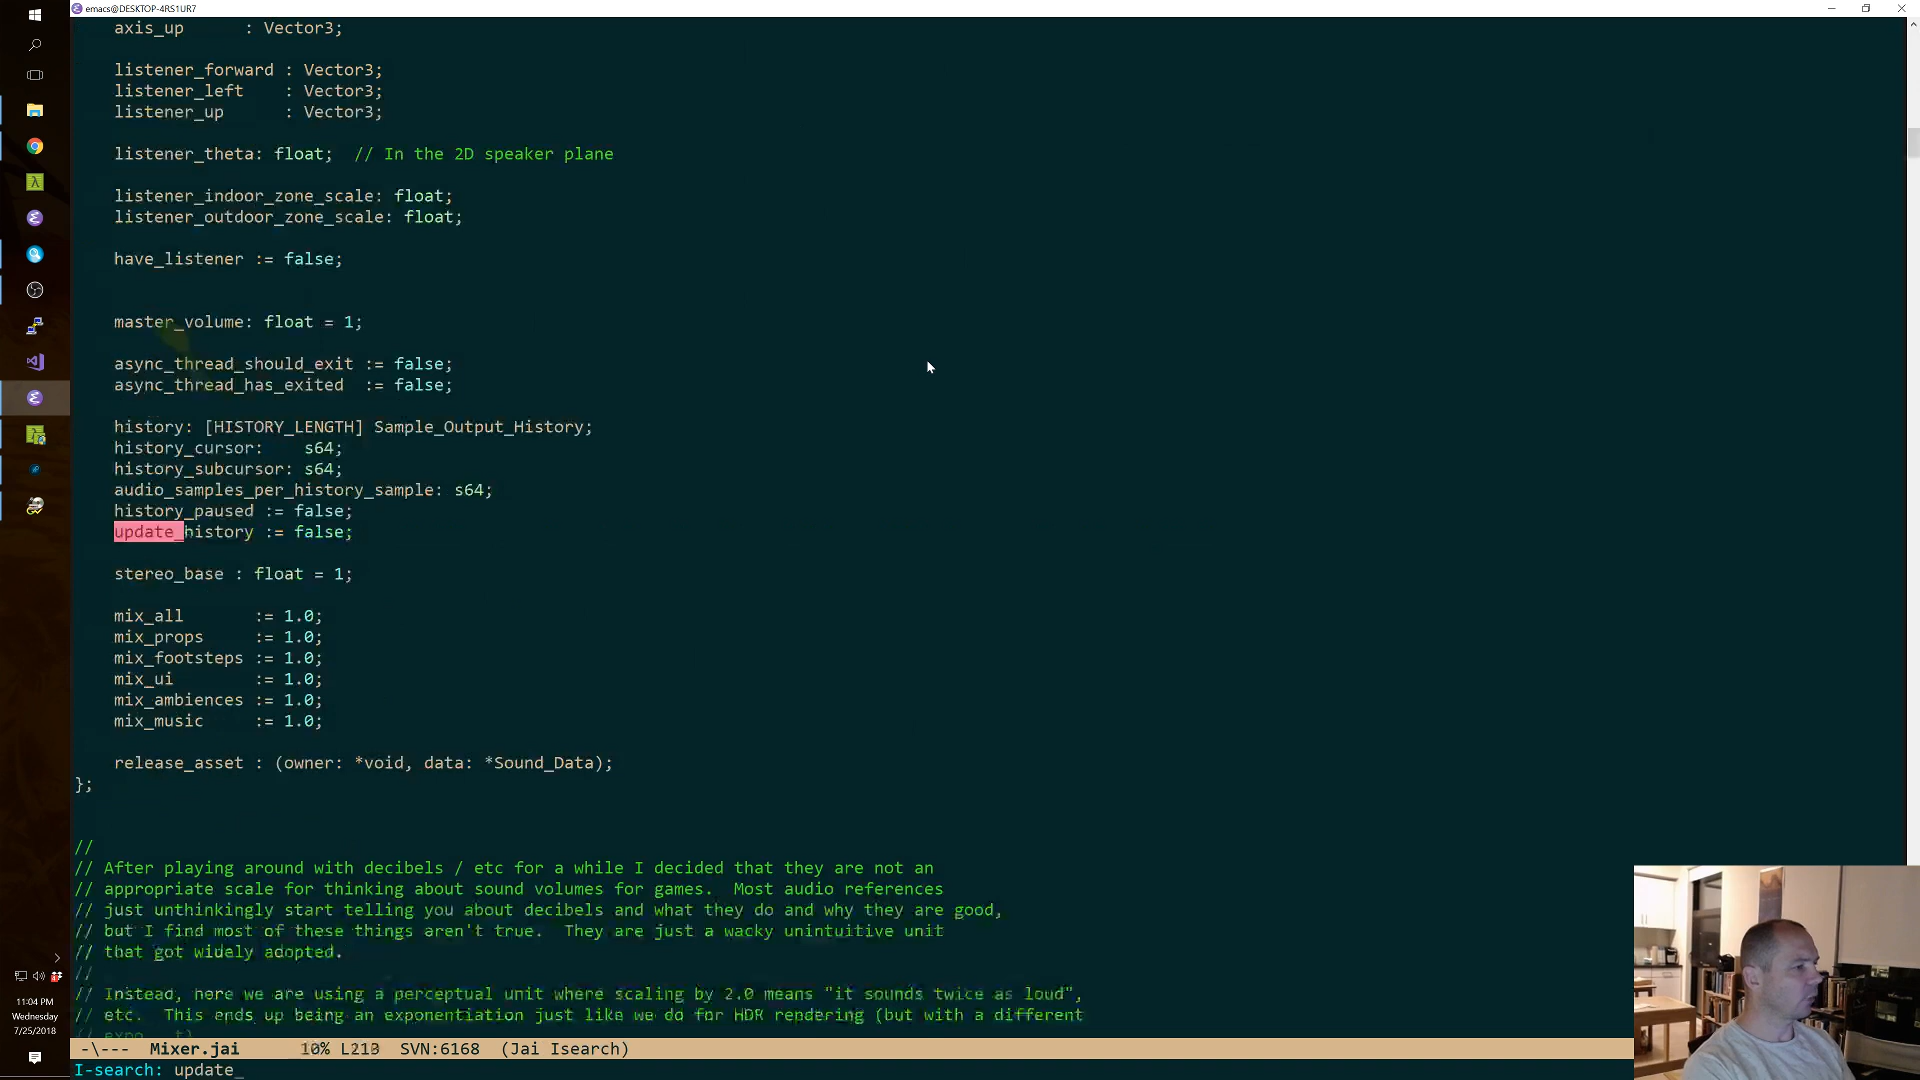 emacs@DESKTOP-4RS1UR7
axis_up      : Vector3;
listener_forward : Vector3;
listener_left    : Vector3;
listener_up      : Vector3;
listener_theta: float;  // In the 2D speaker plane
listener_indoor_zone_scale: float;
listener_outdoor_zone_scale: float;
have_listener := false;
master_volume: float = 1;
async_thread_should_exit := false;
async_thread_has_exited  := false;
history: [HISTORY_LENGTH] Sample_Output_History;
history_cursor:    s64;
history_subcursor: s64;
audio_samples_per_history_sample: s64;
history_paused := false;
update_history := false;
stereo_base : float = 1;
mix_all       := 1.0;
mix_props     := 1.0;
mix_footsteps := 1.0;
mix_ui        := 1.0;
mix_ambiences := 1.0;
mix_music     := 1.0;
release_asset : (owner: *void, data: *Sound_Data);
};
//
// After playing around with decibels / etc for a while I decided that they are not an
// appropriate scale for thinking about sound volumes for games.  Most audio references
// just unthinkingly start telling you about decibels and what they do and why they are good,
// but I find most of these things aren't true.  They are just a wacky unintuitive unit
// that got widely adopted.
//
// Instead, here we are using a perceptual unit where scaling by 2.0 means "it sounds twice as loud",
// etc.  This ends up being an exponentiation just like we do for HDR rendering (but with a different
-\---  Mixer.jai       10% L213  SVN:6168  (Jai Isearch)
I-search: update_
11:04 PM
Wednesday
7/25/2018